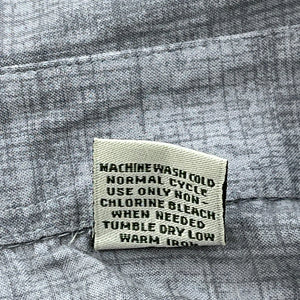 MACHINE WASH COLD
NORMAL CYCLE
USE ONLY NON-
CHLORINE BLEACH
WHEN NEEDED
TUMBLE DRY LOW
WARM IRON